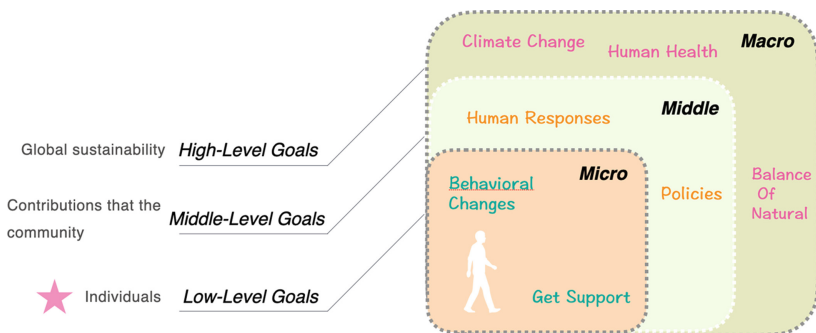 Climate Change
Human Health
Macro
Human Responses
Middle
Global sustainability
High-Level Goals
Behavioral
Changes
Micro
Policies
Balance
Of
Natural
Contributions that the
community
Middle-Level Goals
Individuals
Low-Level Goals
Get Support